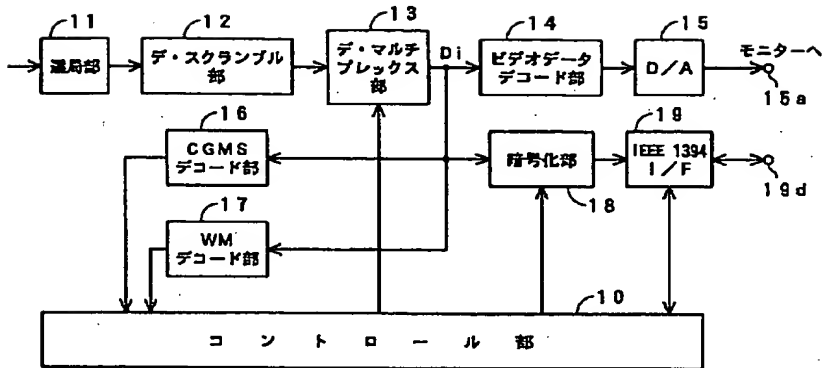 11
選局部
12
デ・スクランブル
部
13
デ・マルチ
プレックス
部
Di
14
ビデオデータ
デコード部
15
D/A
モニターへ
15a
16
CGMS
デコード部
17
WM
デコード部
暗号化部
18
19
IEEE 1394
I/F
19d
10
コントロール部